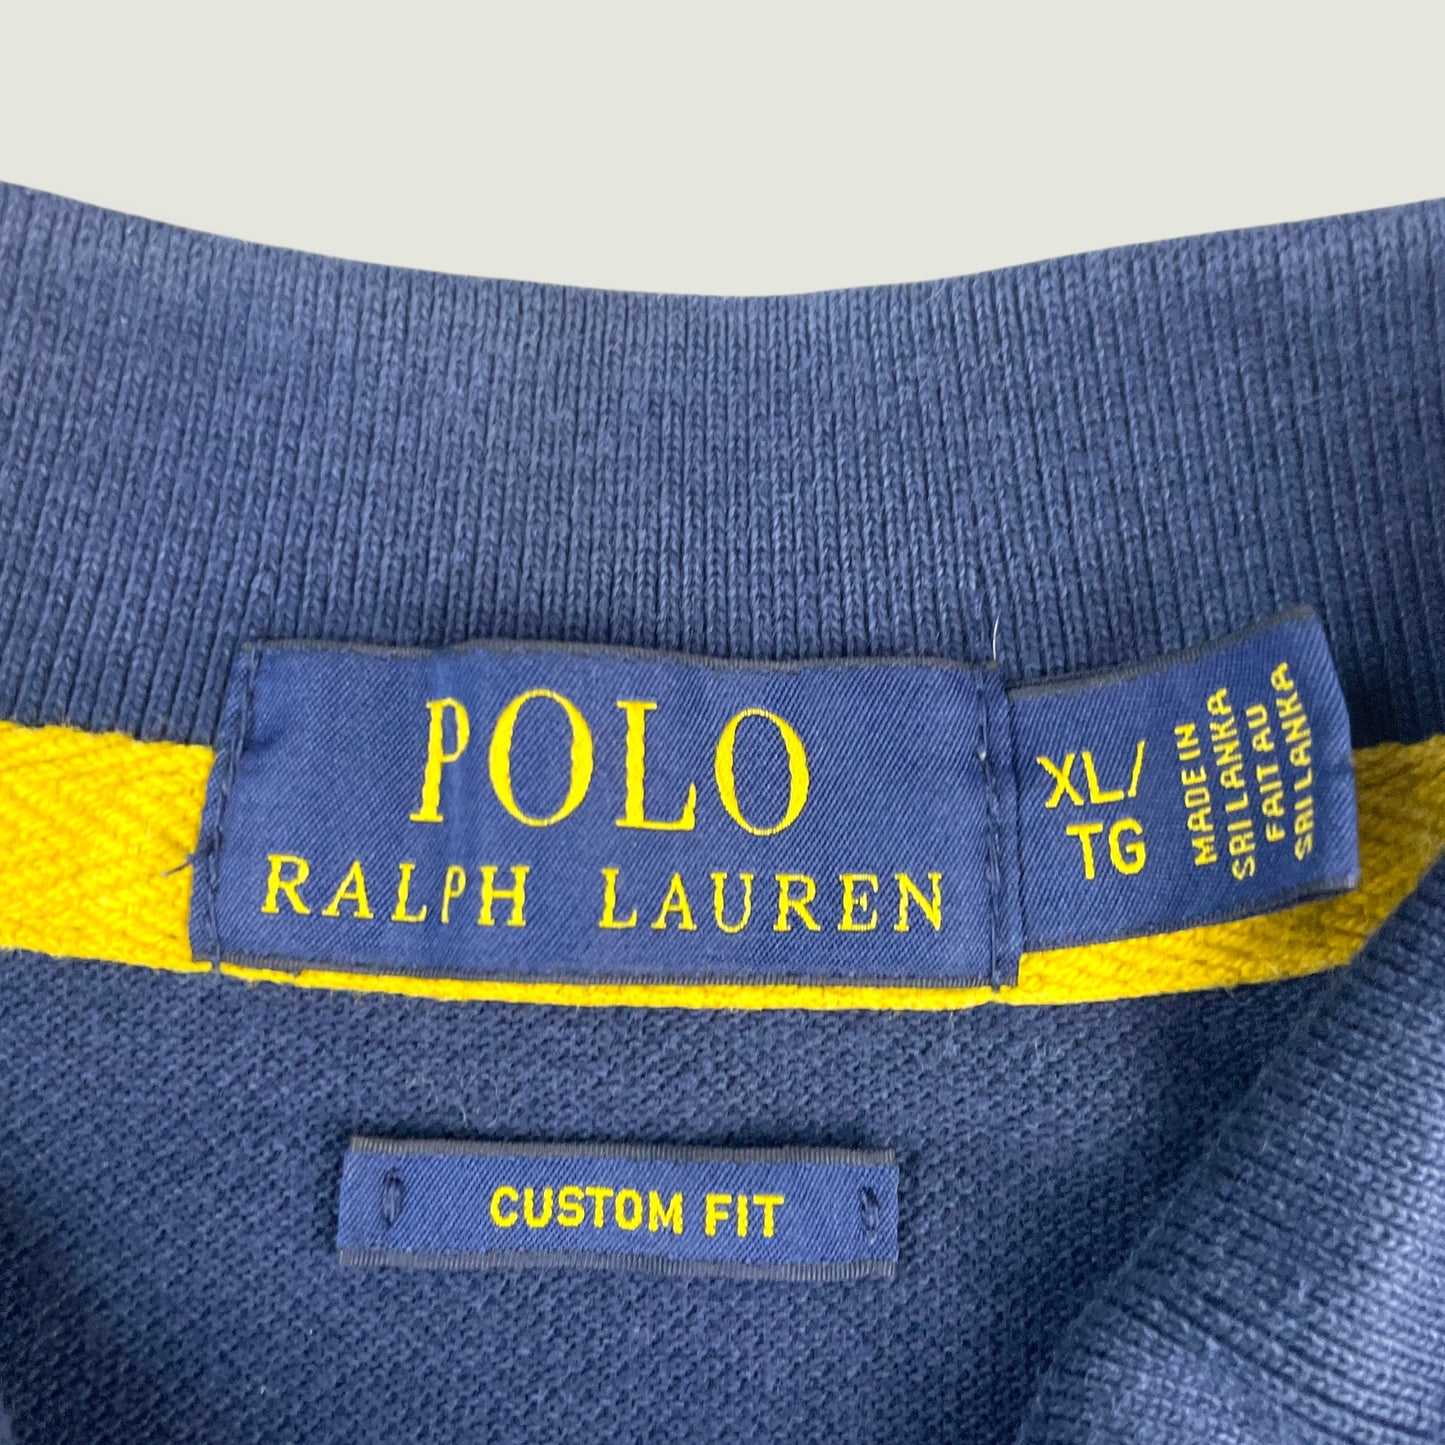 POLO
RALPH LAUREN
XL/
TG
MADE IN
SRI LANKA
FAIT AU
SRI LANKA
CUSTOM FIT